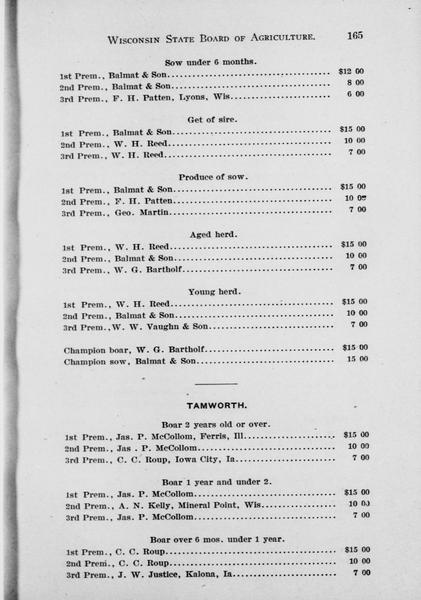 WISCONSIN STATE BOARD OF AGRICULTURE. 165
Sow under 6 months.
1st Prem., Balmat & Son........................................ $12 00
2nd Prem., Balmat & Son........................................ 8 00
3rd Prem., F. H. Patten, Lyons, Wis........................ 6 00
Get of sire.
1st Prem., Balmat & Son........................................ $15 00
2nd Prem., W. H. Reed........................................ 10 00
3rd Prem., W. H. Reed........................................ 7 00
Produce of sow.
1st Prem., Balmat & Son........................................ $15 00
2nd Prem., F. H. Patten........................................ 10 00
3rd Prem., Geo. Martin........................................ 7 00
Aged herd.
1st Prem., W. H. Reed........................................ $15 00
2nd Prem., Balmat & Son........................................ 10 00
3rd Prem., W. G. Bartholf........................................ 7 00
Young herd.
1st Prem., W. H. Reed........................................ $15 00
2nd Prem., Balmat & Son........................................ 10 00
3rd Prem., W. W. Vaughn & Son................................ 7 00
Champion boar, W. G. Bartholf................................ $15 00
Champion sow, Balmat & Son................................ 15 00
TAMWORTH.
Boar 2 years old or over.
1st Prem., Jas. P. McCollom, Ferris, Ill........................ $15 00
2nd Prem., Jas . P. McCollom................................ 10 00
3rd Prem., C. C. Roup, Iowa City, Ia........................ 7 00
Boar 1 year and under 2.
1st Prem., Jas. P. McCollom................................ $15 00
2nd Prem., A. N. Kelly, Mineral Point, Wis................ 10 00
3rd Prem., Jas. P. McCollom................................ 7 00
Boar over 6 mos. under 1 year.
1st Prem., C. C. Roup........................................ $15 00
2nd Prem., C. C. Roup........................................ 10 00
3rd Prem., J. W. Justice, Kalona, Ia........................ 7 00